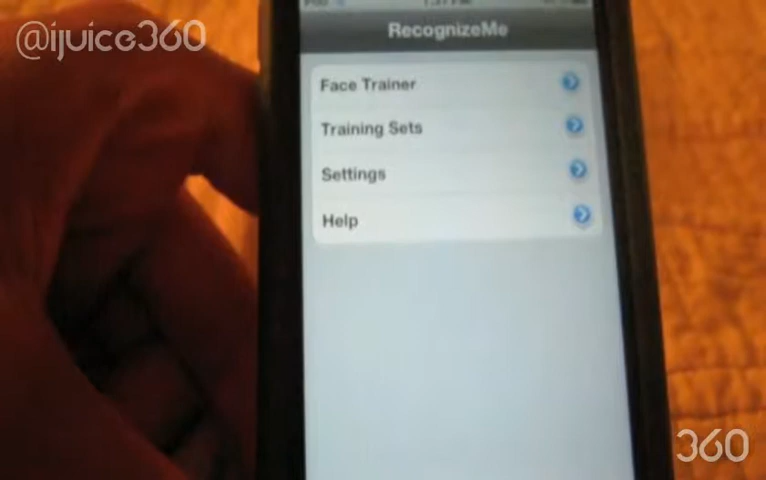 @ijuice360
RecognizeMe
Face Trainer
Training Sets
Settings
Help
360